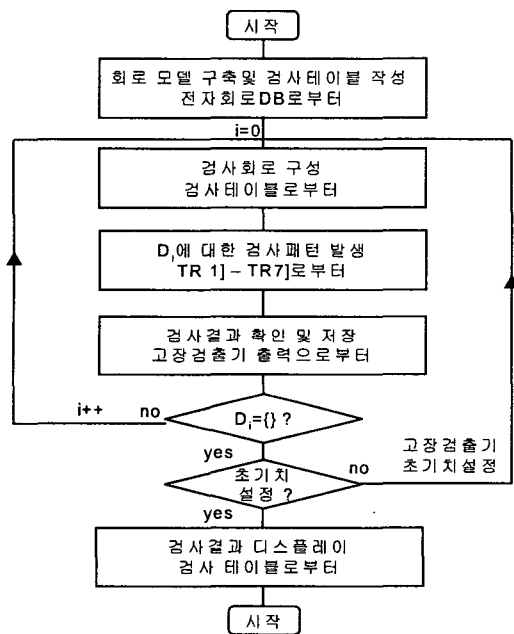 시작
회로 모델 구축및 검사테이블 작성
전자회로DB로부터
i=0
검사회로 구성
검사테이블로부터
Di에 대한 검사패턴 발생
TR 1] – TR7]로부터
검사결과 확인 및 저장
고장검출기 출력으로부터
i++ no
Di={} ?
yes
고장검출기
초기치설정
no
초기치
설정 ?
yes
검사결과 디스플레이
검사 테이블로부터
시작